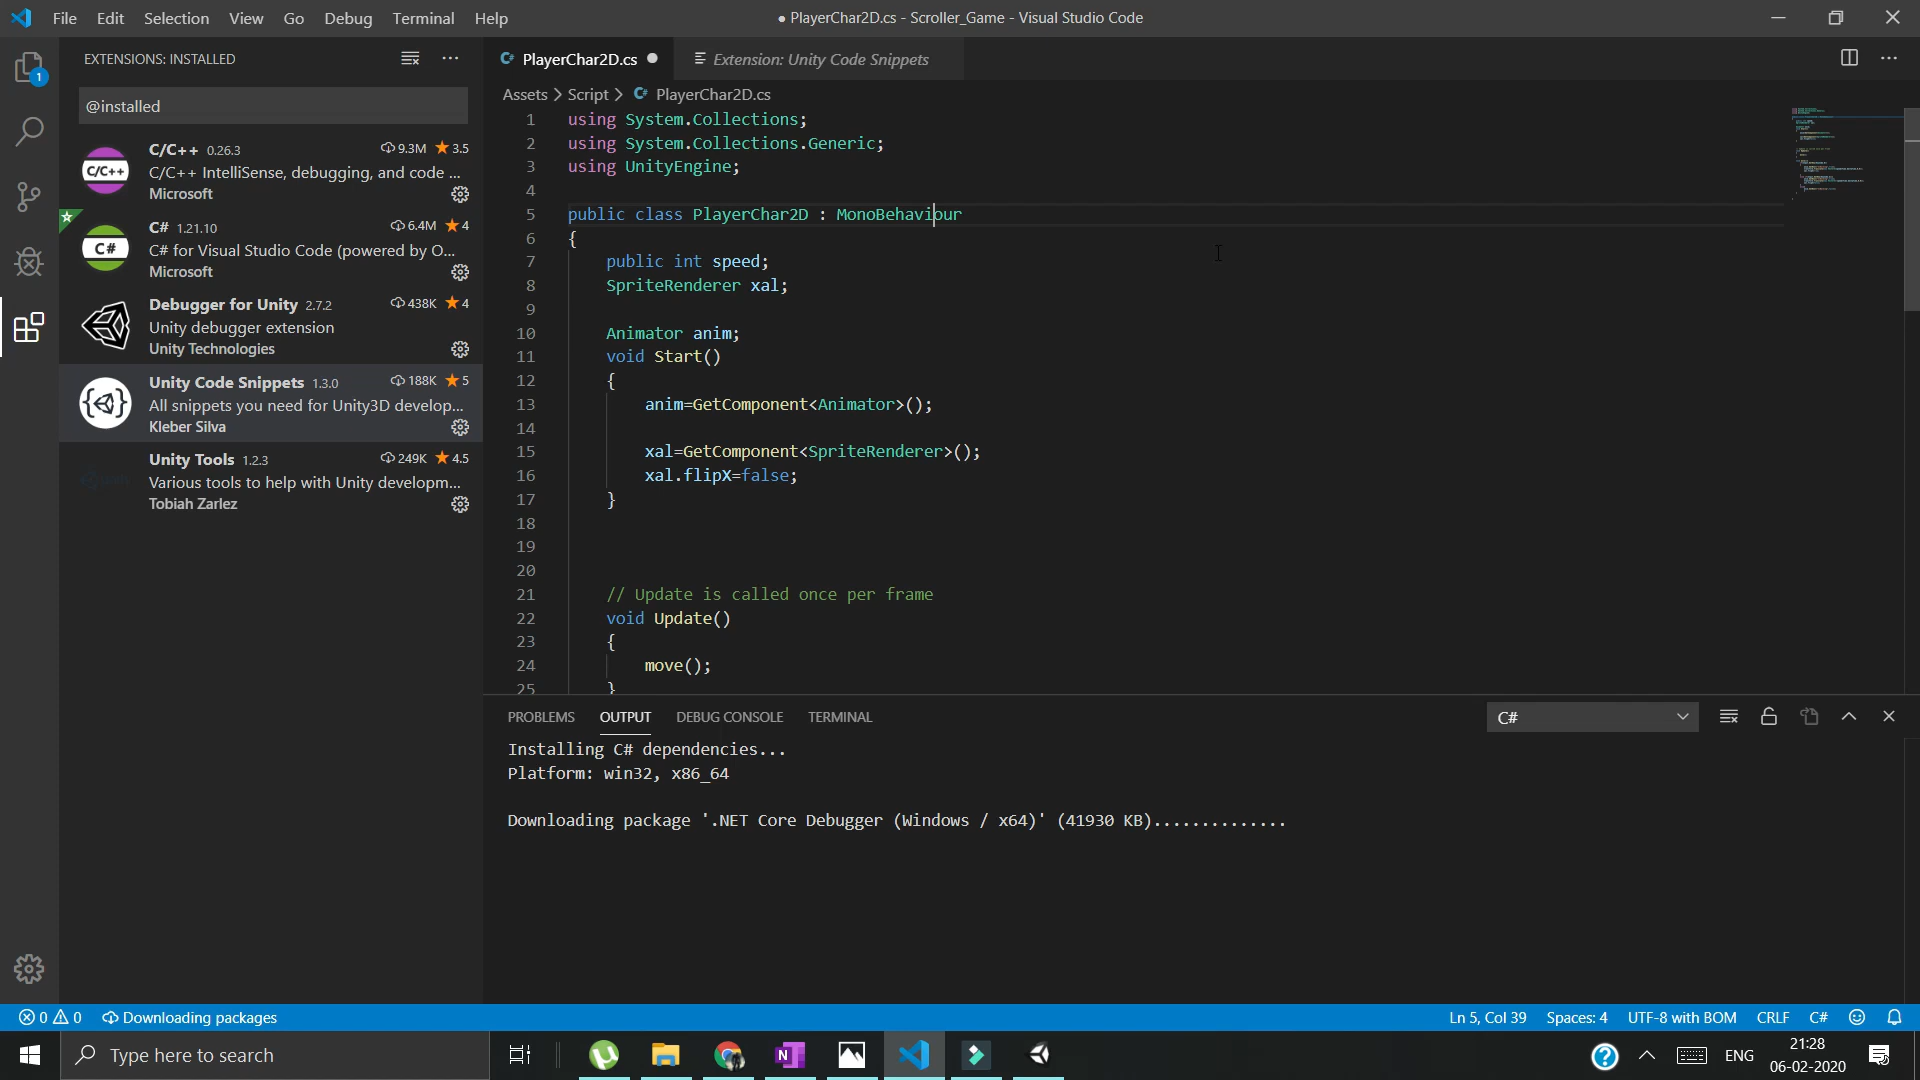 File Edit Selection View Go Debug Terminal Help
● PlayerChar2D.cs - Scroller_Game - Visual Studio Code
1
EXTENSIONS: INSTALLED
@installed
C/C++ 0.26.3 9.3M 3.5
C/C++ IntelliSense, debugging, and code ...
Microsoft
C# 1.21.10 6.4M 4
C# for Visual Studio Code (powered by O...
Microsoft
Debugger for Unity 2.7.2 438K 4
Unity debugger extension
Unity Technologies
Unity Code Snippets 1.3.0 188K 5
All snippets you need for Unity3D develop...
Kleber Silva
Unity Tools 1.2.3 249K 4.5
Various tools to help with Unity developm...
Tobiah Zarlez
PlayerChar2D.cs Extension: Unity Code Snippets
Assets > Script > PlayerChar2D.cs
1 using System.Collections;
2 using System.Collections.Generic;
3 using UnityEngine;
4
5 public class PlayerChar2D : MonoBehaviour
6 {
7 public int speed;
8 SpriteRenderer xal;
9
10 Animator anim;
11 void Start()
12 {
13 anim=GetComponent<Animator>();
14
15 xal=GetComponent<SpriteRenderer>();
16 xal.flipX=false;
17 }
18
19
20
21 // Update is called once per frame
22 void Update()
23 {
24 move();
25 }
PROBLEMS OUTPUT DEBUG CONSOLE TERMINAL
C#
Installing C# dependencies...
Platform: win32, x86_64
Downloading package '.NET Core Debugger (Windows / x64)' (41930 KB)..............
0 0 Downloading packages
Ln 5, Col 39 Spaces: 4 UTF-8 with BOM CRLF C#
Type here to search
ENG
21:28
06-02-2020